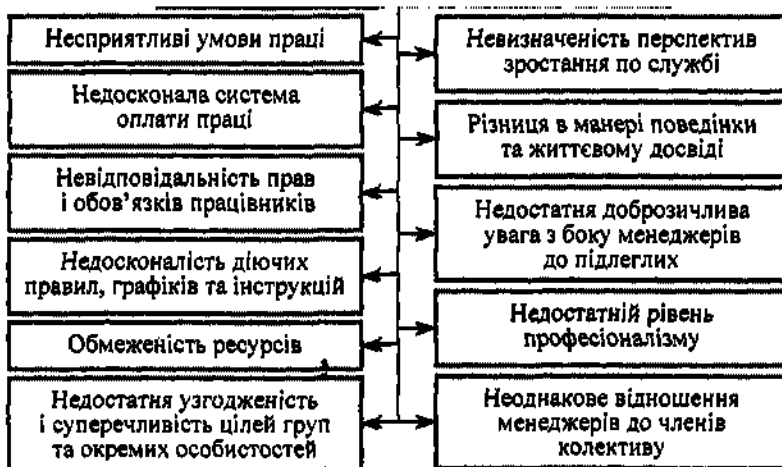 Несприятливі умови праці
Недосконала система
оплати праці
Невідповідальність прав
і обов’язків працівників
Недосконалість діючих
правил, графіків та інструкцій
Обмеженість ресурсів
Недостатня узгодженість
і суперечливість цілей груп
та окремих особистостей
Невизначеність перспектив
зростання по службі
Різниця в манері поведінки
та життєвому досвіді
Недостатня доброзичлива
увага з боку менеджерів
до підлеглих
Недостатній рівень
професіоналізму
Неоднакове відношення
менеджерів до членів
колективу